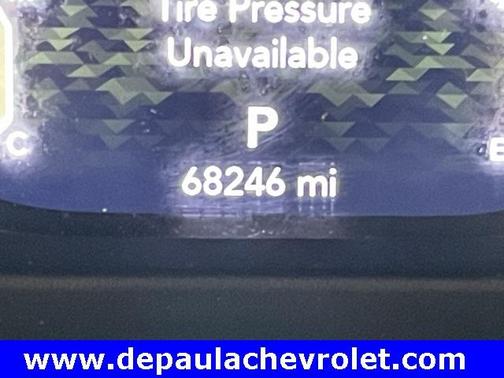 Tire Pressure
Unavailable
P
C
E
68246 mi
www.depaulachevrolet.com